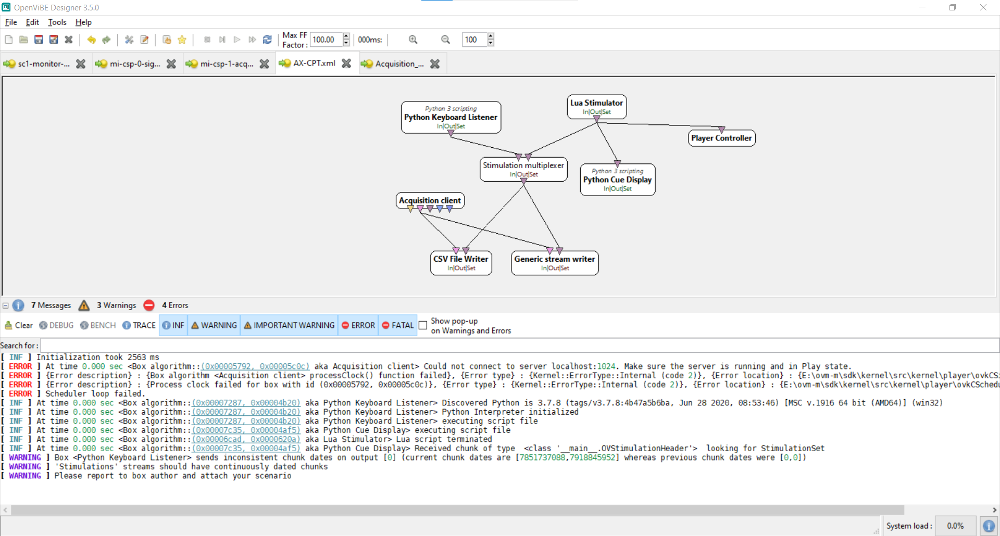 OpenViBE Designer 3.5.0
File Edit Tools Help
Max FF
Factor : 100.00 000ms: 100
sc1-monitor-... mi-csp-0-sig... mi-csp-1-acq... AX-CPT.xml Acquisition_...
Lua Stimulator
In|Out|Set
Python 3 scripting
Python Keyboard Listener
In|Out|Set
Player Controller
Stimulation multiplexer
In|Out|Set
Python 3 scripting
Python Cue Display
In|Out|Set
Acquisition client
CSV File Writer
In|Out|Set
Generic stream writer
In|Out|Set
7 Messages 3 Warnings 4 Errors
Clear DEBUG BENCH TRACE INF WARNING IMPORTANT WARNING ERROR FATAL Show pop-up
on Warnings and Errors
Search for :
[ INF ] Initialization took 2563 ms
[ ERROR ] At time 0.000 sec <Box algorithm::(0x00005792, 0x00005c0c) aka Acquisition client> Could not connect to server localhost:1024. Make sure the server is running and in Play state.
[ ERROR ] {Error description} : {Box algorithm <Acquisition client> processClock() function failed}, {Error type} : {Kernel::ErrorType::Internal (code 2)}, {Error location} : {E:\ovm-m\sdk\kernel\src\kernel\player\ovkCSi
[ ERROR ] {Error description} : {Process clock failed for box with id (0x00005792, 0x00005c0c)}, {Error type} : {Kernel::ErrorType::Internal (code 2)}, {Error location} : {E:\ovm-m\sdk\kernel\src\kernel\player\ovkCSchedu
[ ERROR ] Scheduler loop failed.
[ INF ] At time 0.000 sec <Box algorithm::(0x00007287, 0x00004b20) aka Python Keyboard Listener> Discovered Python is 3.7.8 (tags/v3.7.8:4b47a5b6ba, Jun 28 2020, 08:53:46) [MSC v.1916 64 bit (AMD64)] (win32)
[ INF ] At time 0.000 sec <Box algorithm::(0x00007287, 0x00004b20) aka Python Keyboard Listener> Python Interpreter initialized
[ INF ] At time 0.000 sec <Box algorithm::(0x00007287, 0x00004b20) aka Python Keyboard Listener> executing script file
[ INF ] At time 0.000 sec <Box algorithm::(0x00007c35, 0x00004af5) aka Python Cue Display> executing script file
[ INF ] At time 0.000 sec <Box algorithm::(0x00006cad, 0x0000620a) aka Lua Stimulator> Lua script terminated
[ INF ] At time 0.000 sec <Box algorithm::(0x00007c35, 0x00004af5) aka Python Cue Display> Received chunk of type <class '__main__.OVStimulationHeader'> looking for StimulationSet
[ WARNING ] Box <Python Keyboard Listener> sends inconsistent chunk dates on output [0] (current chunk dates are [7851737088,7918845952] whereas previous chunk dates were [0,0])
[ WARNING ] 'Stimulations' streams should have continuously dated chunks
[ WARNING ] Please report to box author and attach your scenario
System load : 0.0%